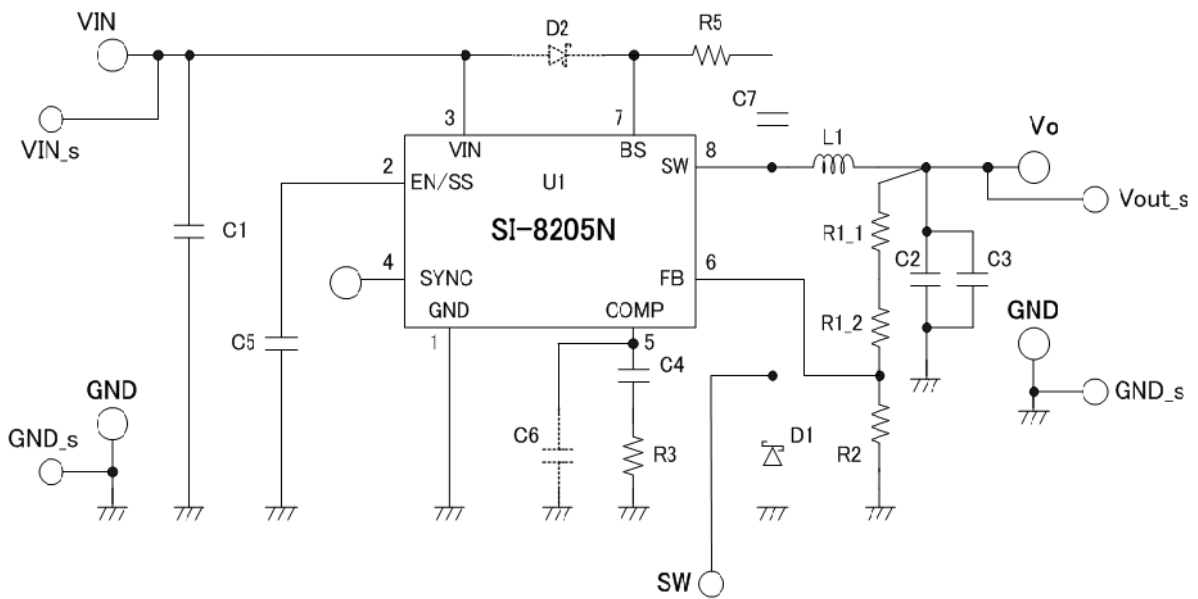 VIN
D2
R5
VIN_s
3
7
C7
VIN
BS
SW
8
L1
Vo
2
EN/SS
U1
Vout_s
SI-8205N
C1
R1_1
4
SYNC
FB
6
C2
C3
GND
COMP
GND
1
5
C5
C4
R1_2
GND
GND_s
GND_s
C6
R3
D1
R2
SW